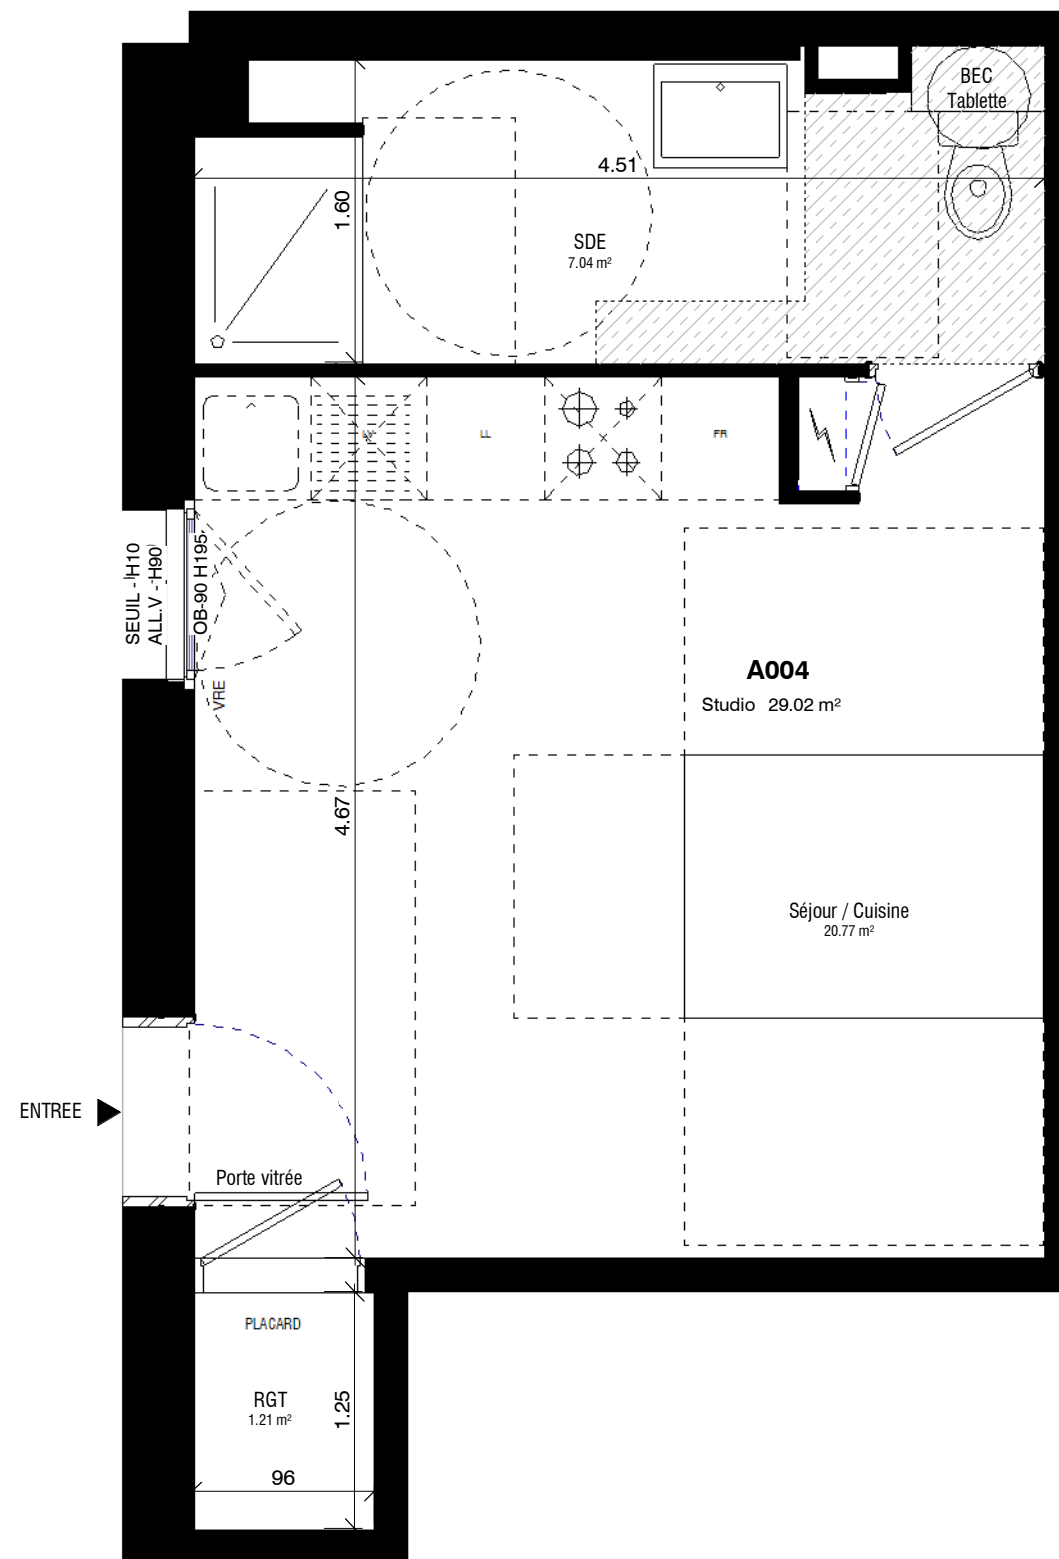 BEC
Tablette
4.51
1.60
SDE
7.04 m²
LV
LL
FR
SEUIL - H10
ALL.V - H90
OB-90 H195
VRE
A004
Studio 29.02 m²
4.67
Séjour / Cuisine
20.77 m²
ENTREE
Porte vitrée
PLACARD
RGT
1.21 m²
1.25
96